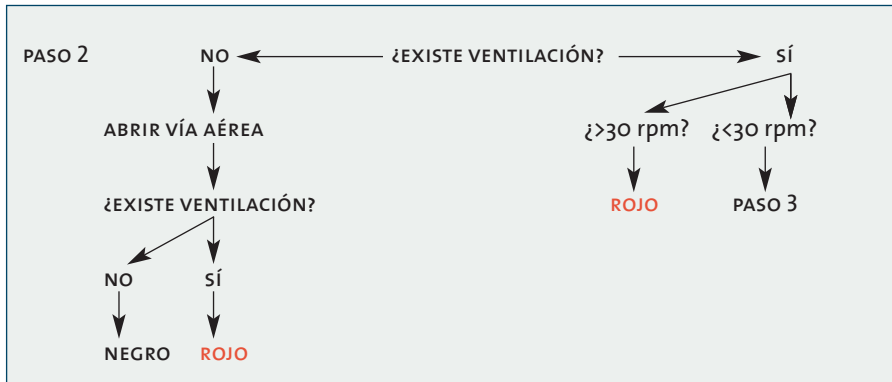 PASO 2 NO ¿EXISTE VENTILACIÓN? SÍ
ABRIR VÍA AÉREA ¿>30 rpm? ¿<30 rpm?
¿EXISTE VENTILACIÓN? ROJO PASO 3
NO SÍ
NEGRO ROJO